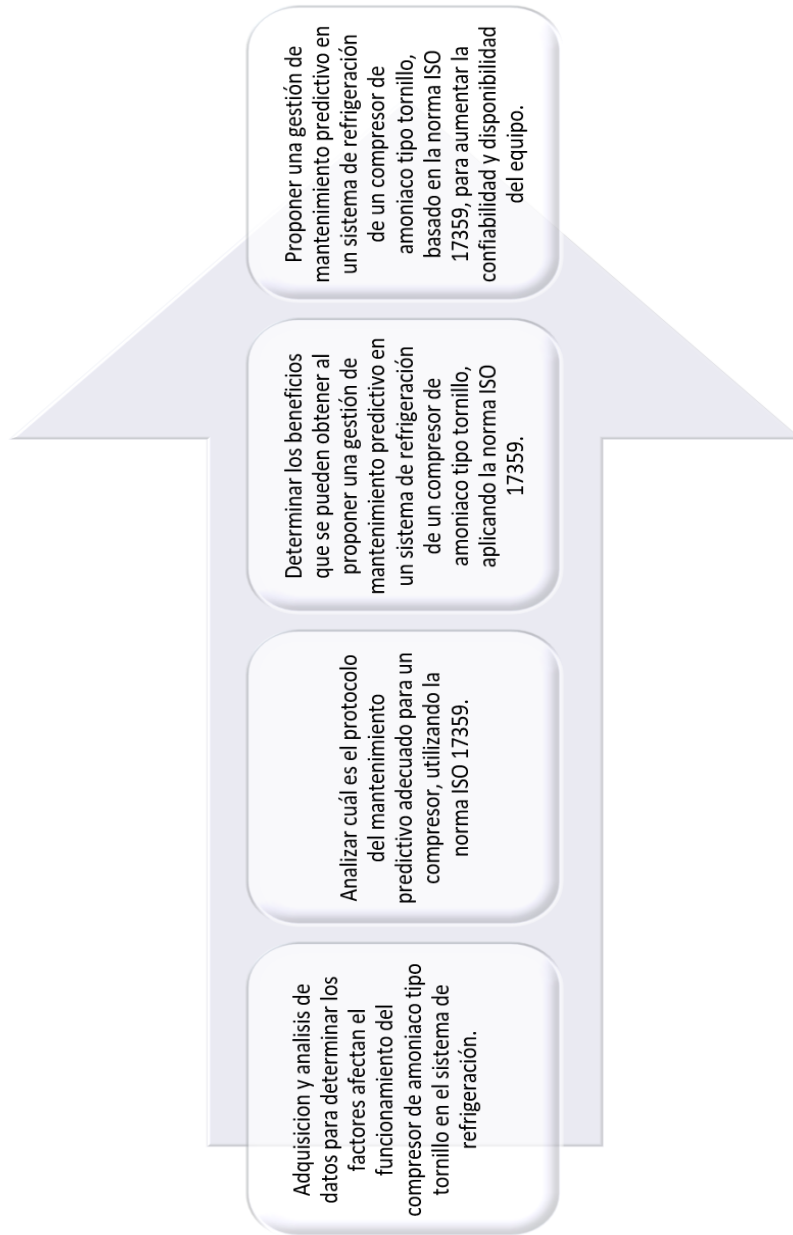 Adquisicion y analisis de
datos para determinar los
factores afectan el
funcionamiento del
compresor de amoniaco tipo
tornillo en el sistema de
refrigeración.
Analizar cuál es el protocolo
del mantenimiento
predictivo adecuado para un
compresor, utilizando la
norma ISO 17359.
Determinar los beneficios
que se pueden obtener al
proponer una gestión de
mantenimiento predictivo en
un sistema de refrigeración
de un compresor de
amoniaco tipo tornillo,
aplicando la norma ISO
17359.
Proponer una gestión de
mantenimiento predictivo en
un sistema de refrigeración
de un compresor de
amoniaco tipo tornillo,
basado en la norma ISO
17359, para aumentar la
confiabilidad y disponibilidad
del equipo.